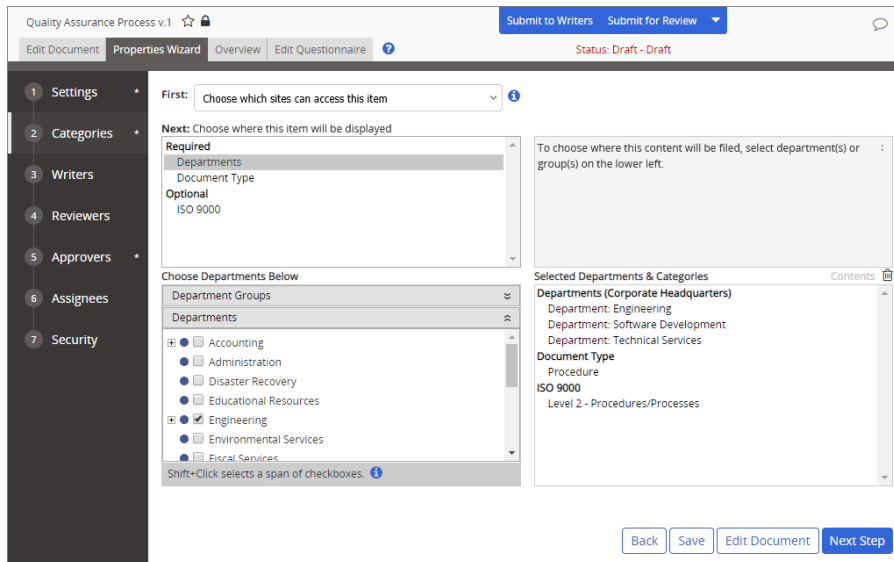 Quality Assurance Process v.1
Submit to Writers Submit for Review
Edit Document Properties Wizard Overview Edit Questionnaire ?
Status: Draft - Draft
1 Settings *
2 Categories *
3 Writers
4 Reviewers
5 Approvers *
6 Assignees
7 Security
First: Choose which sites can access this item
Next: Choose where this item will be displayed
Required
Departments
Document Type
Optional
ISO 9000
To choose where this content will be filed, select department(s) or
group(s) on the lower left.
Choose Departments Below
Department Groups
Departments
Accounting
Administration
Disaster Recovery
Educational Resources
Engineering
Environmental Services
Fiscal Services
Shift+Click selects a span of checkboxes.
Selected Departments & Categories Contents
Departments (Corporate Headquarters)
Department: Engineering
Department: Software Development
Department: Technical Services
Document Type
Procedure
ISO 9000
Level 2 - Procedures/Processes
Back Save Edit Document Next Step